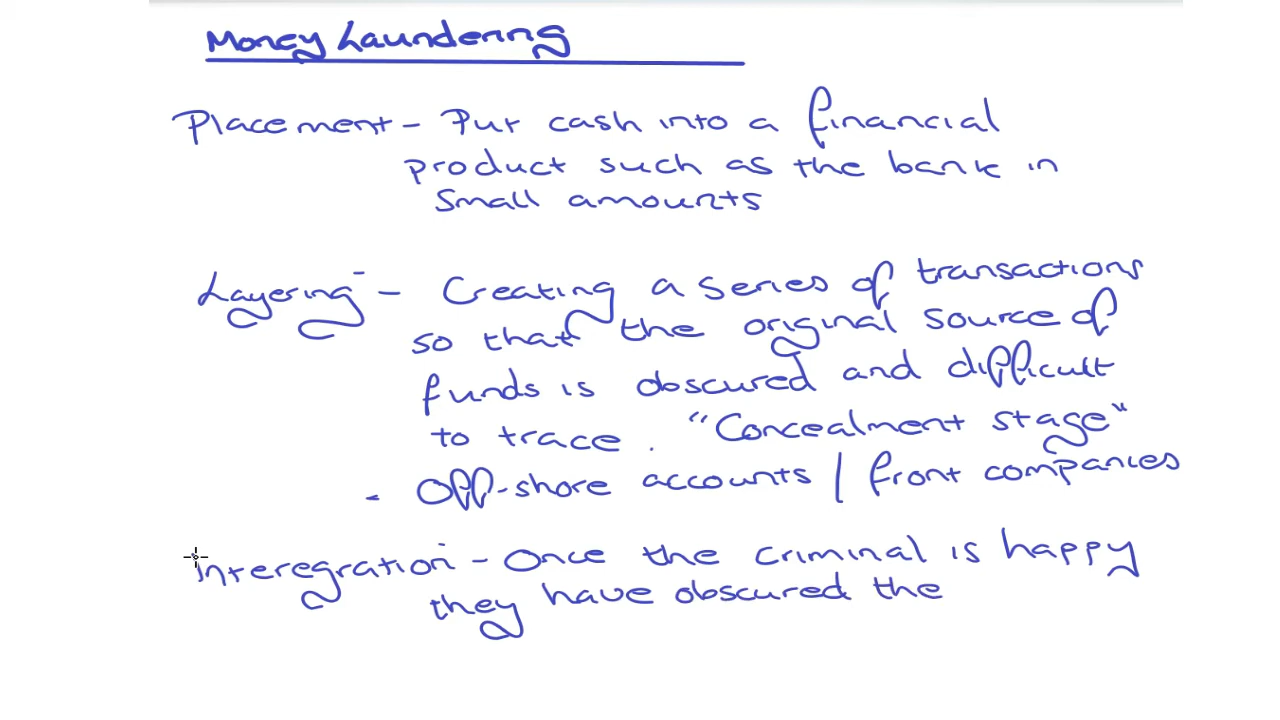 Money Laundering
Placement - Put cash into a financial
product such as the bank in
small amounts
Layering - Creating a series of transactions
so that the original source of
funds is obscured and difficult
to trace. "Concealment stage"
- Off-shore accounts / front companies
Interegration - Once the criminal is happy
they have obscured the